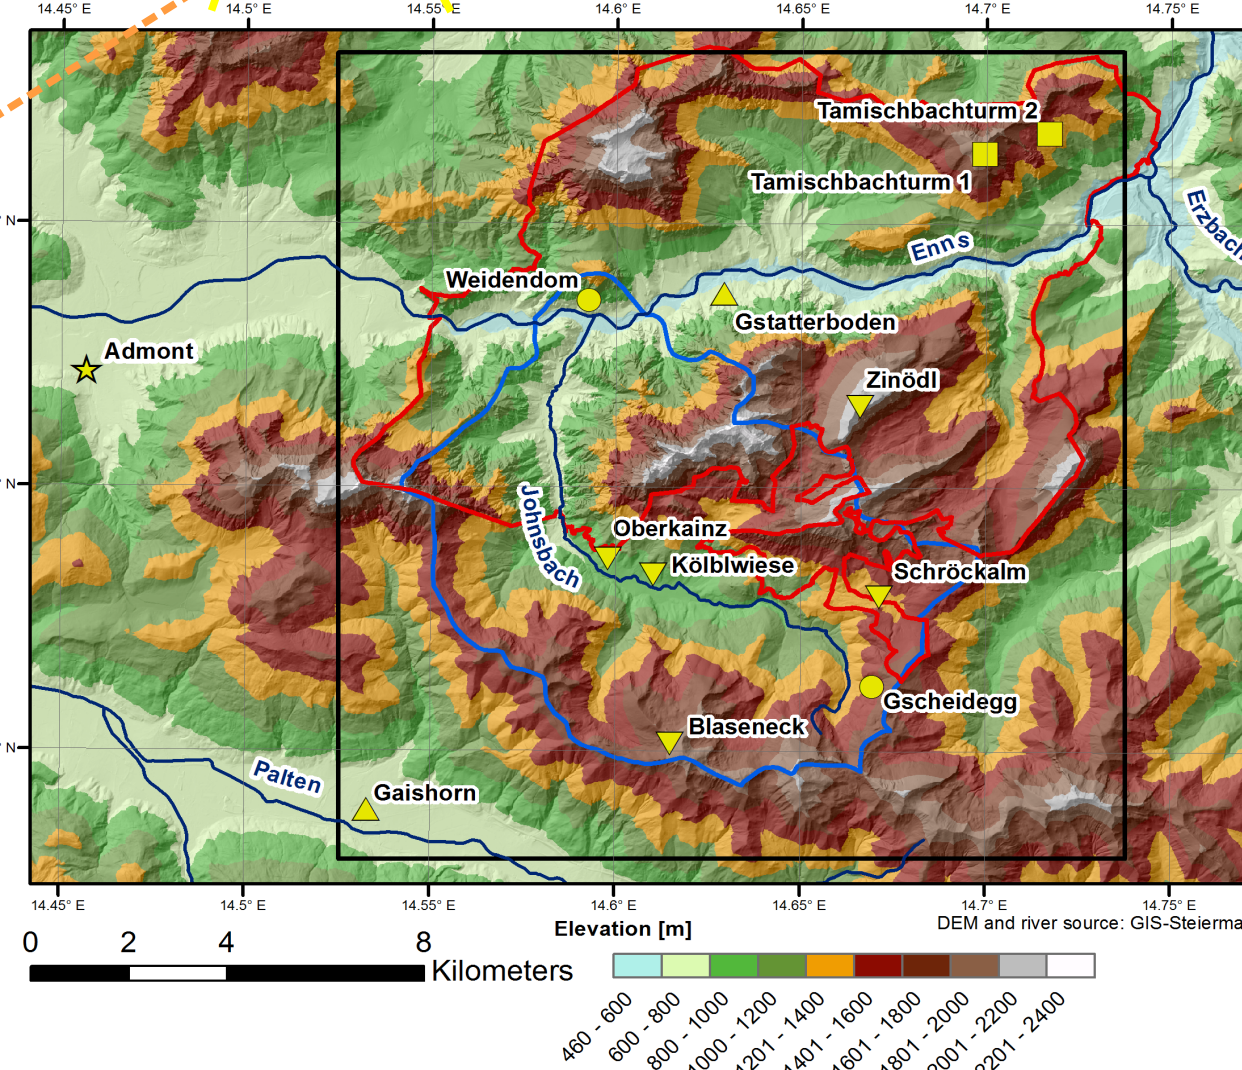 14.45° E 14.5° E 14.55° E 14.6° E 14.65° E 14.7° E 14.75° E
Tamischbachturm 2
Tamischbachturm 1
N
Erzbach
Enns
Weidendom
Gstatterboden
Admont
Zinödl
N
Johnsbach
Oberkainz
Kölblwiese
Schröckalm
Gscheidegg
Blaseneck
N
Palten
Gaishorn
14.45° E 14.5° E 14.55° E 14.6° E 14.65° E 14.7° E 14.75° E
DEM and river source: GIS-Steierma
Elevation [m]
0 2 4 8
Kilometers
460 - 600
600 - 800
800 - 1000
1000 - 1200
1201 - 1400
1401 - 1600
1601 - 1800
1801 - 2000
2001 - 2200
2201 - 2400